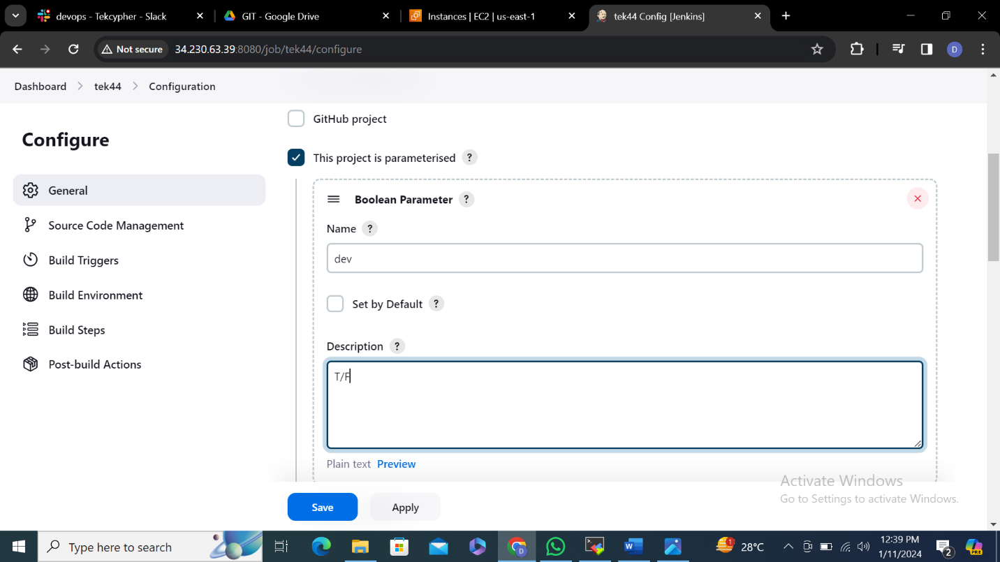 devops - Tekcypher - Slack
GIT - Google Drive
Instances | EC2 | us-east-1
tek44 Config [Jenkins]
Not secure
34.230.63.39:8080/job/tek44/configure
D
Dashboard
tek44
Configuration
Configure
General
Source Code Management
Build Triggers
Build Environment
Build Steps
Post-build Actions
GitHub project
This project is parameterised ?
Boolean Parameter ?
Name ?
dev
Set by Default ?
Description ?
T/F
Plain text Preview
Save
Apply
Activate Windows
Go to Settings to activate Windows.
Type here to search
D
W
1
28°C
12:39 PM
1/11/2024
2
PRE